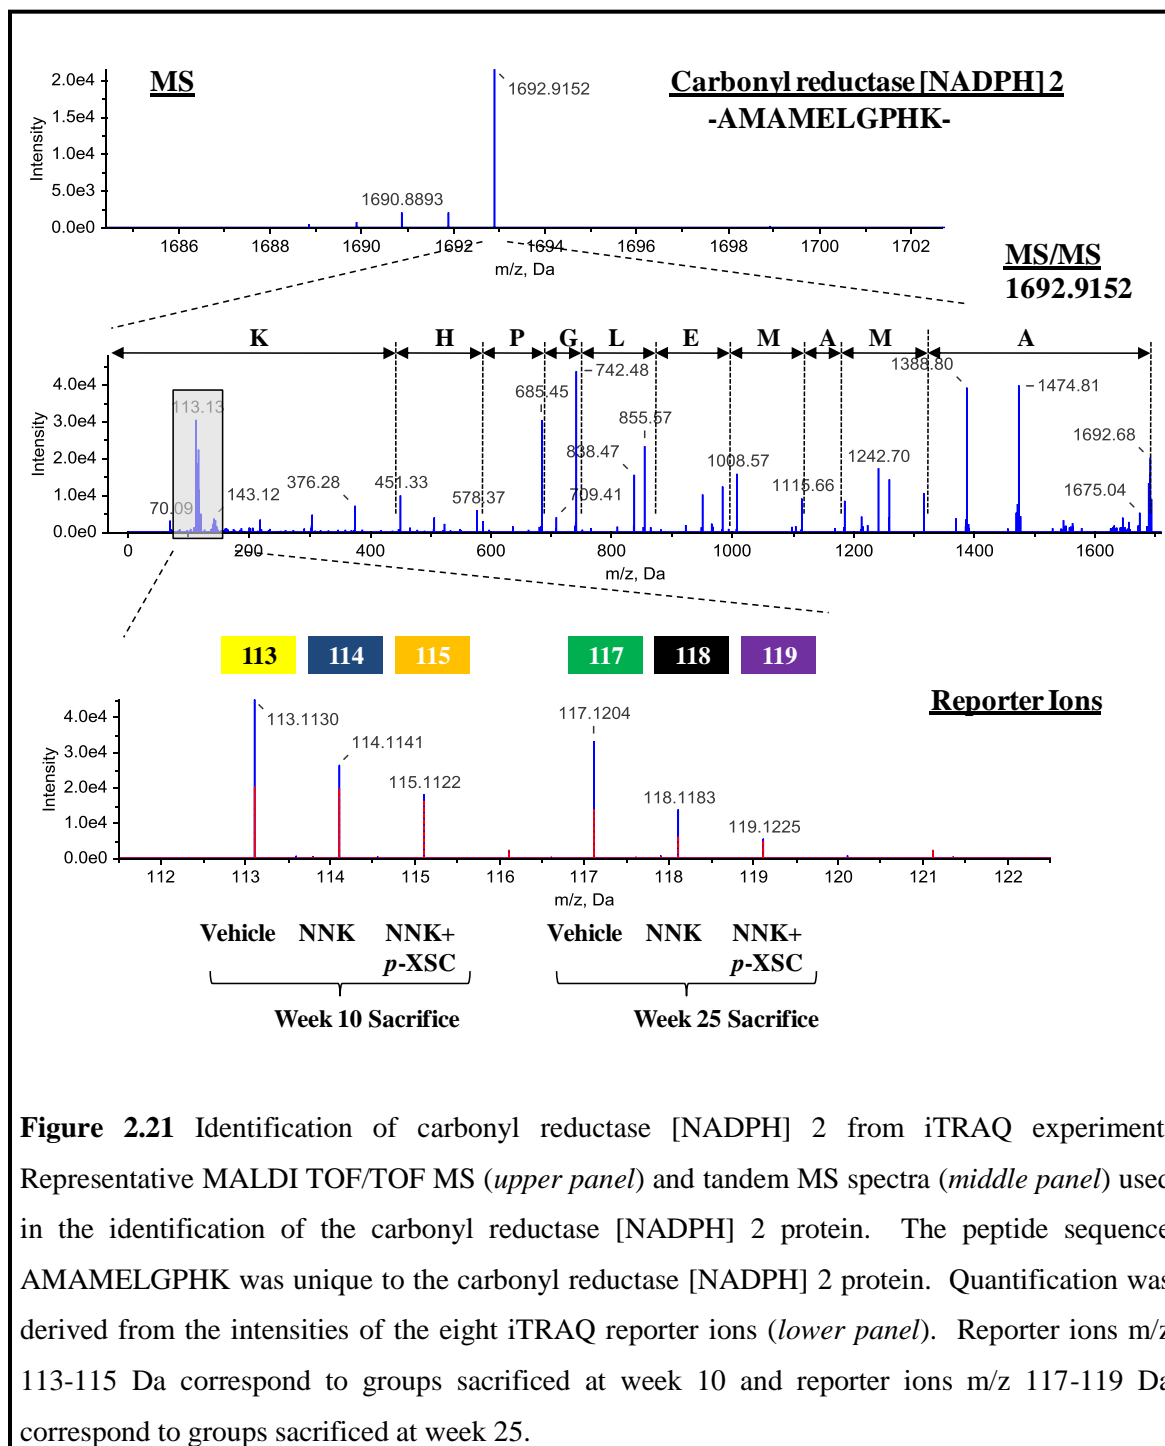 MS
Carbonyl reductase [NADPH] 2
-AMAMELGPHK-
Intensity
2.0e4
1.5e4
1.0e4
5.0e3
0.0e0
1692.9152
1690.8893
1686 1688 1690 1692 1694 1696 1698 1700 1702
m/z, Da
MS/MS
1692.9152
K H P G L E M A M A
Intensity
4.0e4
3.0e4
2.0e4
1.0e4
0.0e0
70.09
113.13
143.12
376.28
451.33
578.37
685.45
709.41
742.48
838.47
855.57
1008.57
1115.66
1242.70
1388.80
1474.81
1675.04
1692.68
0 200 400 600 800 1000 1200 1400 1600
m/z, Da
113 114 115 117 118 119
Reporter Ions
Intensity
4.0e4
3.0e4
2.0e4
1.0e4
0.0e0
113.1130
114.1141
115.1122
117.1204
118.1183
119.1225
112 113 114 115 116 117 118 119 120 121 122
m/z, Da
Vehicle NNK NNK+ Vehicle NNK NNK+
p-XSC p-XSC
Week 10 Sacrifice Week 25 Sacrifice
Figure 2.21 Identification of carbonyl reductase [NADPH] 2 from iTRAQ experiment
Representative MALDI TOF/TOF MS (upper panel) and tandem MS spectra (middle panel) used
in the identification of the carbonyl reductase [NADPH] 2 protein. The peptide sequence
AMAMELGPHK was unique to the carbonyl reductase [NADPH] 2 protein. Quantification was
derived from the intensities of the eight iTRAQ reporter ions (lower panel). Reporter ions m/z
113-115 Da correspond to groups sacrificed at week 10 and reporter ions m/z 117-119 Da
correspond to groups sacrificed at week 25.